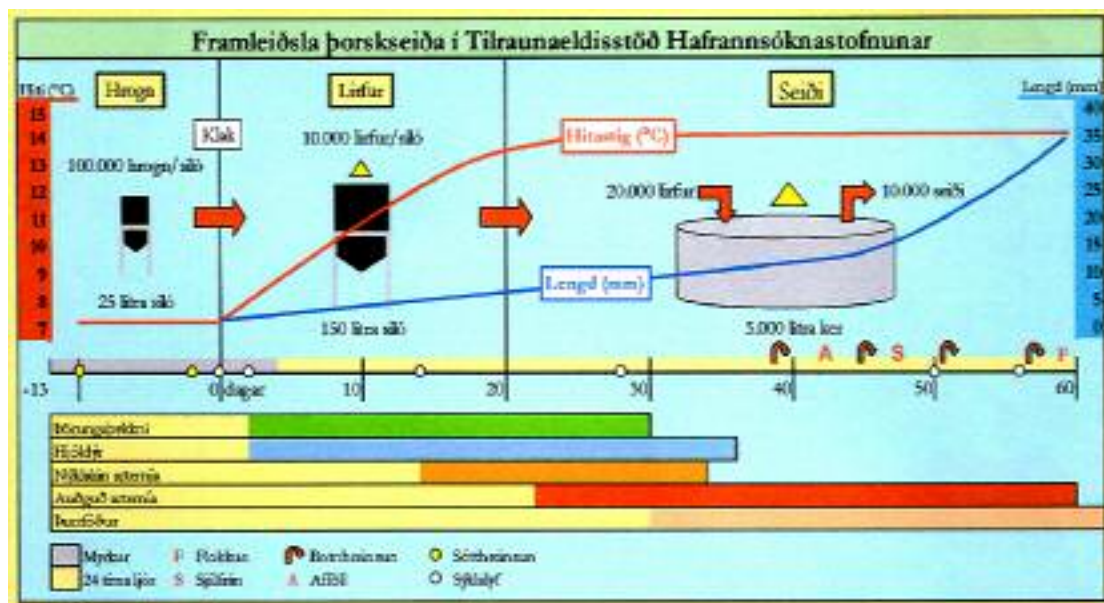 Framleiðsla þorskseiða í Tilraunaeldisstöð Hafrannsóknastofnunar
Hiti (°C)
Hrogn
Lirfur
Seiði
Lengd (mm)
15
14
13
12
11
10
9
8
7
Klak
100.000 hrogn/síló
10.000 lirfur/síló
Hitastig (°C)
20.000 lirfur
10.000 seiði
Lengd (mm)
25 lítra síló
150 lítra síló
5.000 lítra ker
40
35
30
25
20
15
10
5
0
A
S
F
-13
0 dagar
10
20
30
40
50
60
Hjóldýr
Nýklakin artemía
Auðguð artemía
Þurrfóður
Myrkur
F Flokkun
Botnhreinsun
Sótthreinsun
24 tíma ljós
S Sjálfrán
A Afföll
Sýklalyf